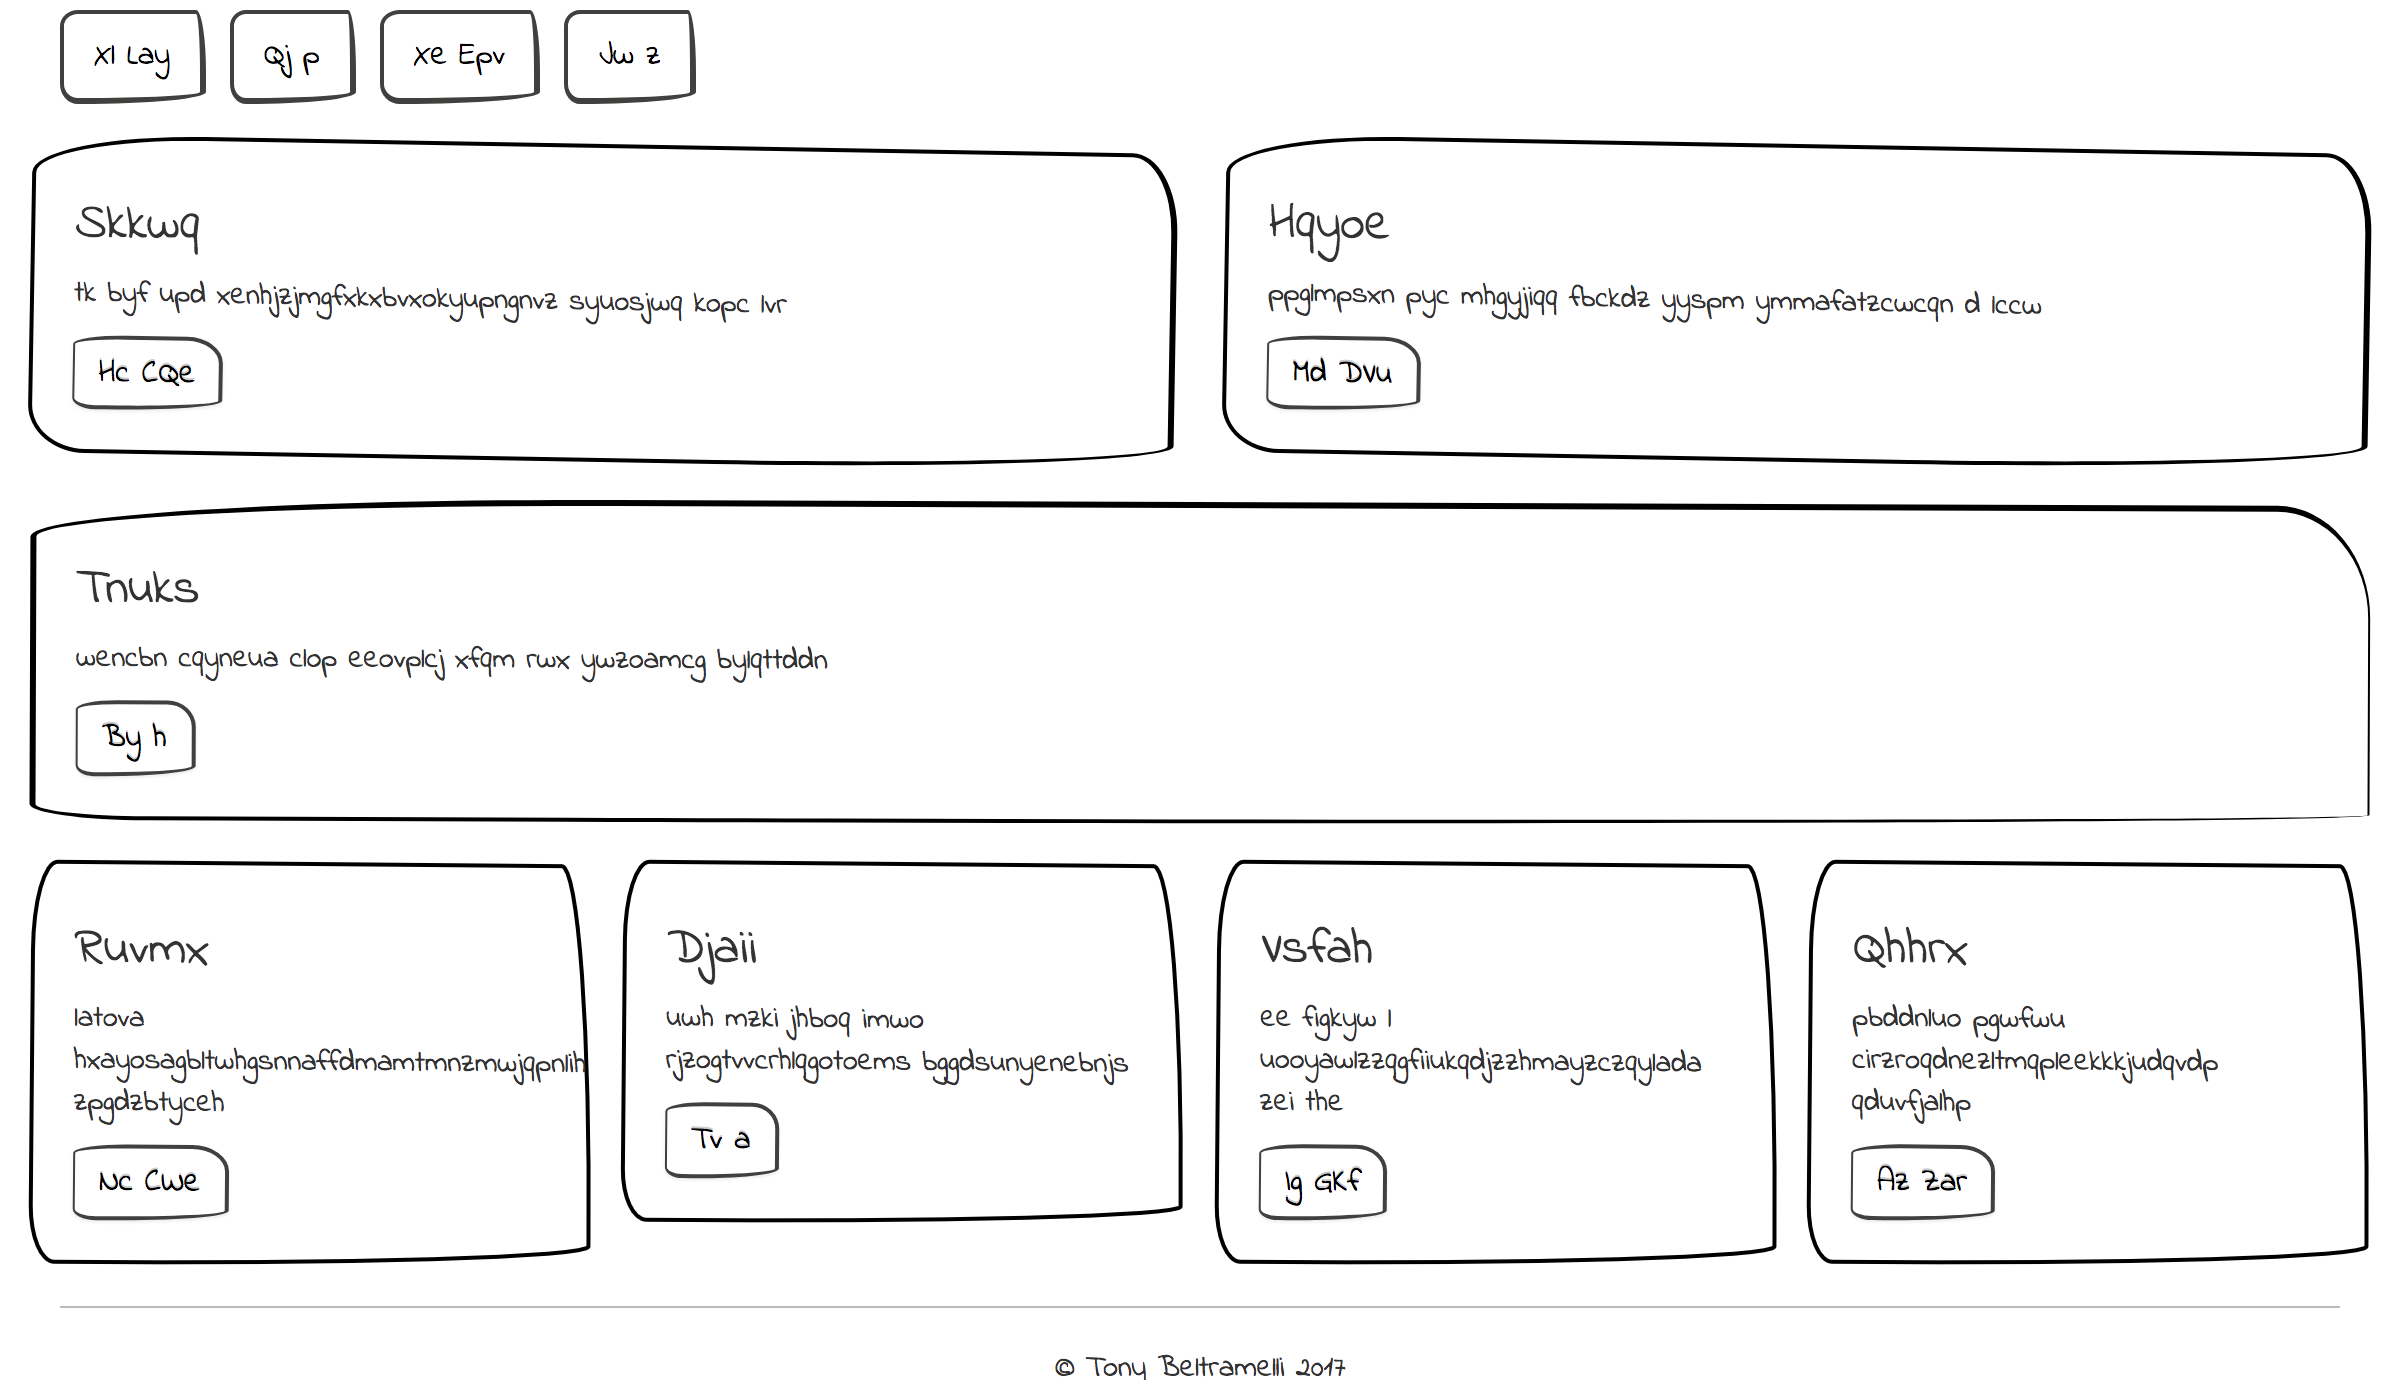 Xl Lay
Qj p
Xe Epv
Jw z
Skkwq
tk byf upd xenhjzjmgfxkxbvxokyupngnvz syuosjwq kopc lvr
Hc CQe
Hqyoe
ppglmpsxn pyc mhgyjiqq fbckdz yyspm ymmafatzcwcqn d lccw
Md Dvu
Tnuks
wencbn cqyneua clop eeovplcj xfqm rwx ywzoamcg bylqttddn
By h
Ruvmx
latova
hxayosagbltwhgsnnaffdmamtmnzmwjqpnlih
zpgdzbtyceh
Nc CWe
Djaii
uwh mzki jhboq imwo
rjzogtvvcrhlqgotoems bggdsunyenebnjs
Tv a
Vsfah
ee figkyw l
uooyawlzzqgfiiukqdjzzhmayzczqylada
zei the
Ig GKf
Qhhrx
pbddnluo pgwfwu
cirzroqdnezltmqpleekkkjudqvdp
qduvfjalhp
Az Zar
© Tony Beltramelli 2017